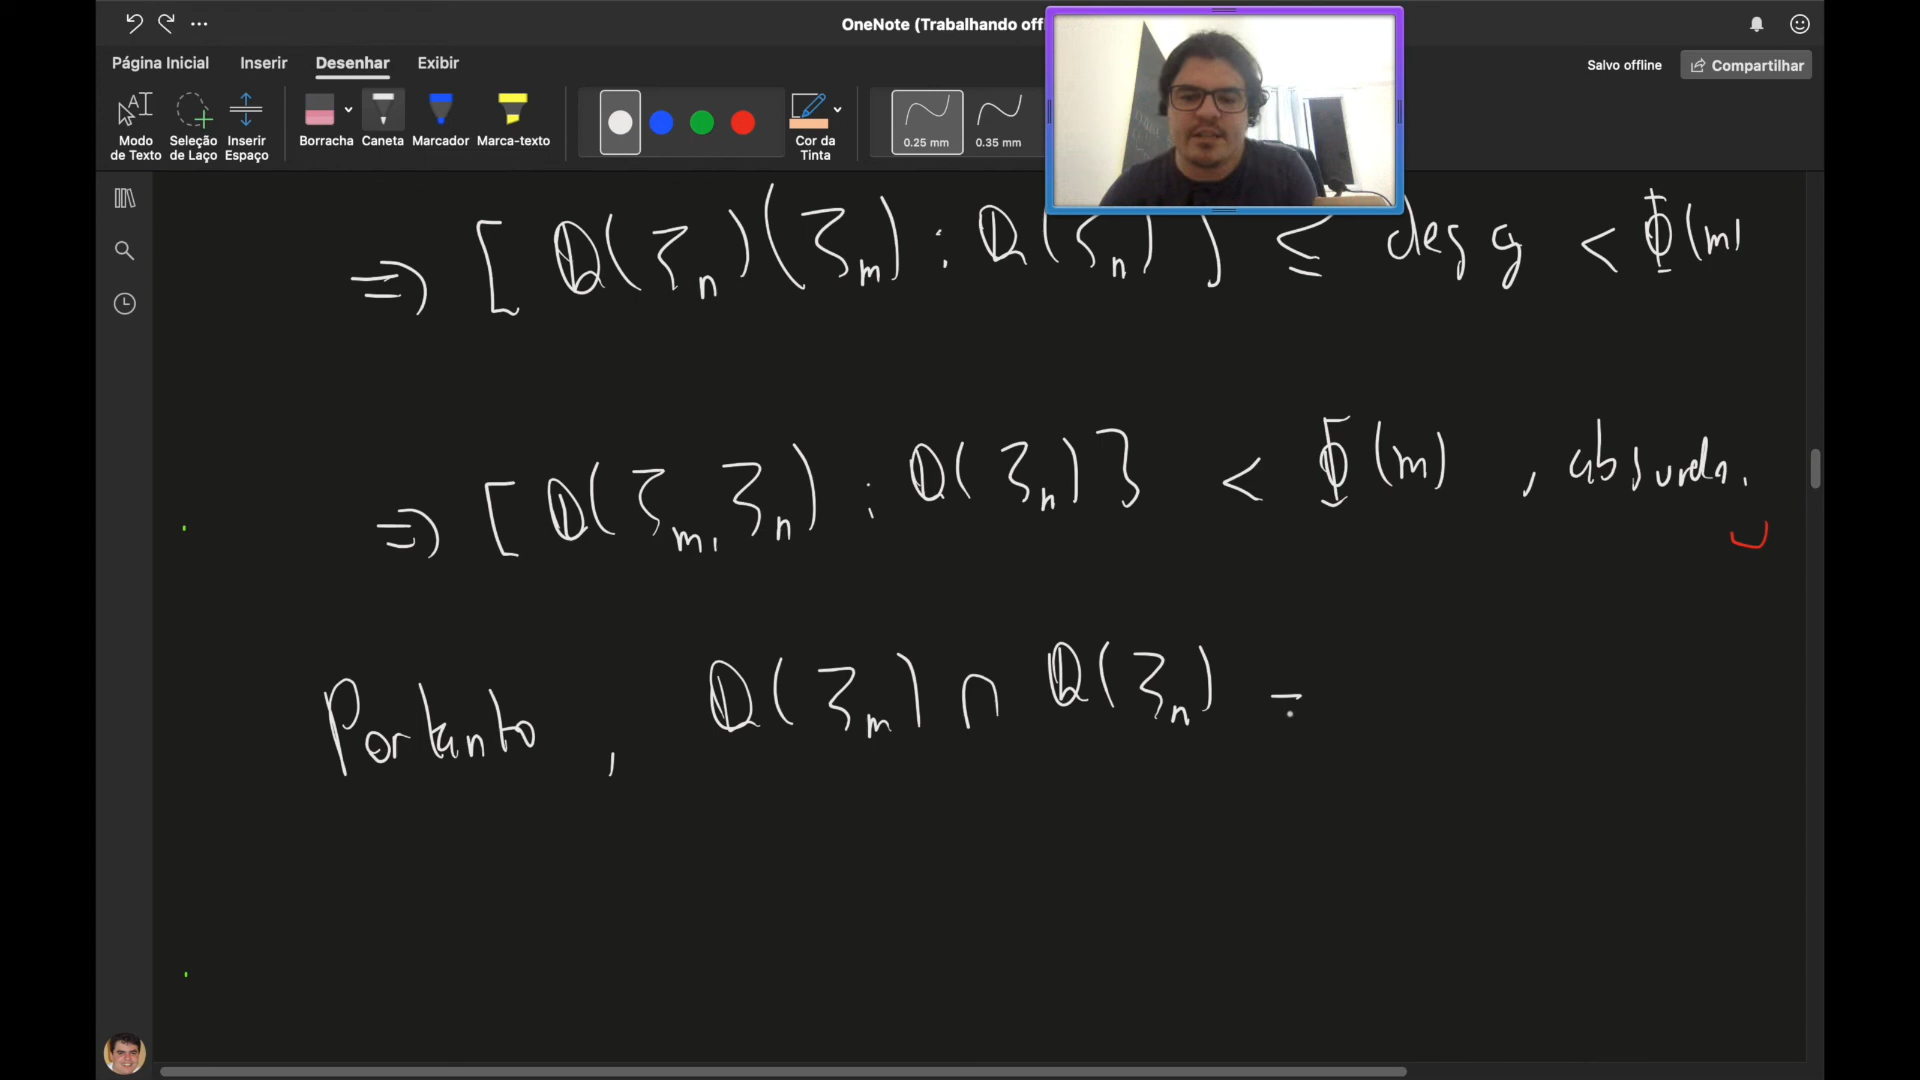 OneNote (Trabalhando offl
Página Inicial Inserir Desenhar Exibir
Salvo offline Compartilhar
Modo de Texto
Seleção de Laço
Inserir Espaço
Borracha Caneta Marcador Marca-texto
Cor da Tinta
0.25 mm 0.35 mm
=> [ ℚ(ζₙ)(ζₘ) : ℚ(ζₙ) ] ≤ deg g < Φ(m)
=> [ ℚ(ζₘ, ζₙ) : ℚ(ζₙ) ] < Φ(m) , absurdo.
Portanto , ℚ(ζₘ) ∩ ℚ(ζₙ) =